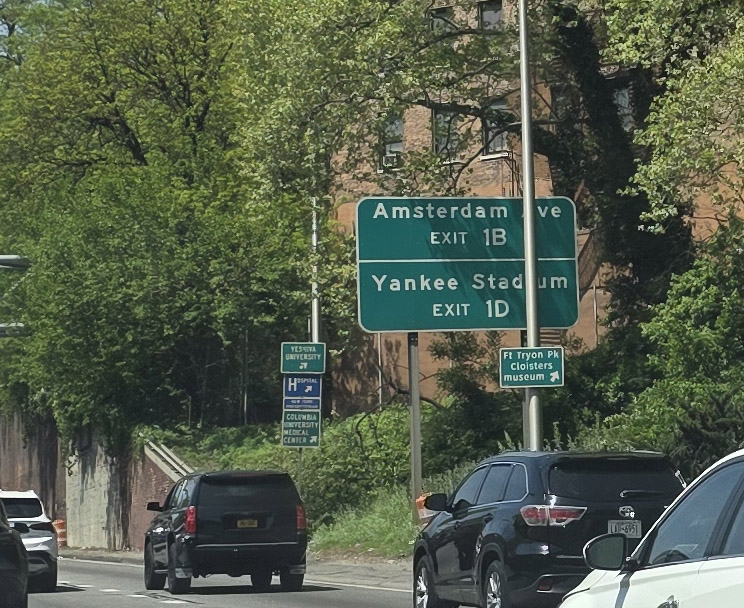 Amsterdam Ave
EXIT 1B
Yankee Stadium
EXIT 1D
YESHIVA
UNIVERSITY
HOSPITAL
COLUMBIA
UNIVERSITY
MEDICAL
CENTER
Ft Tryon Pk
Cloisters
museum